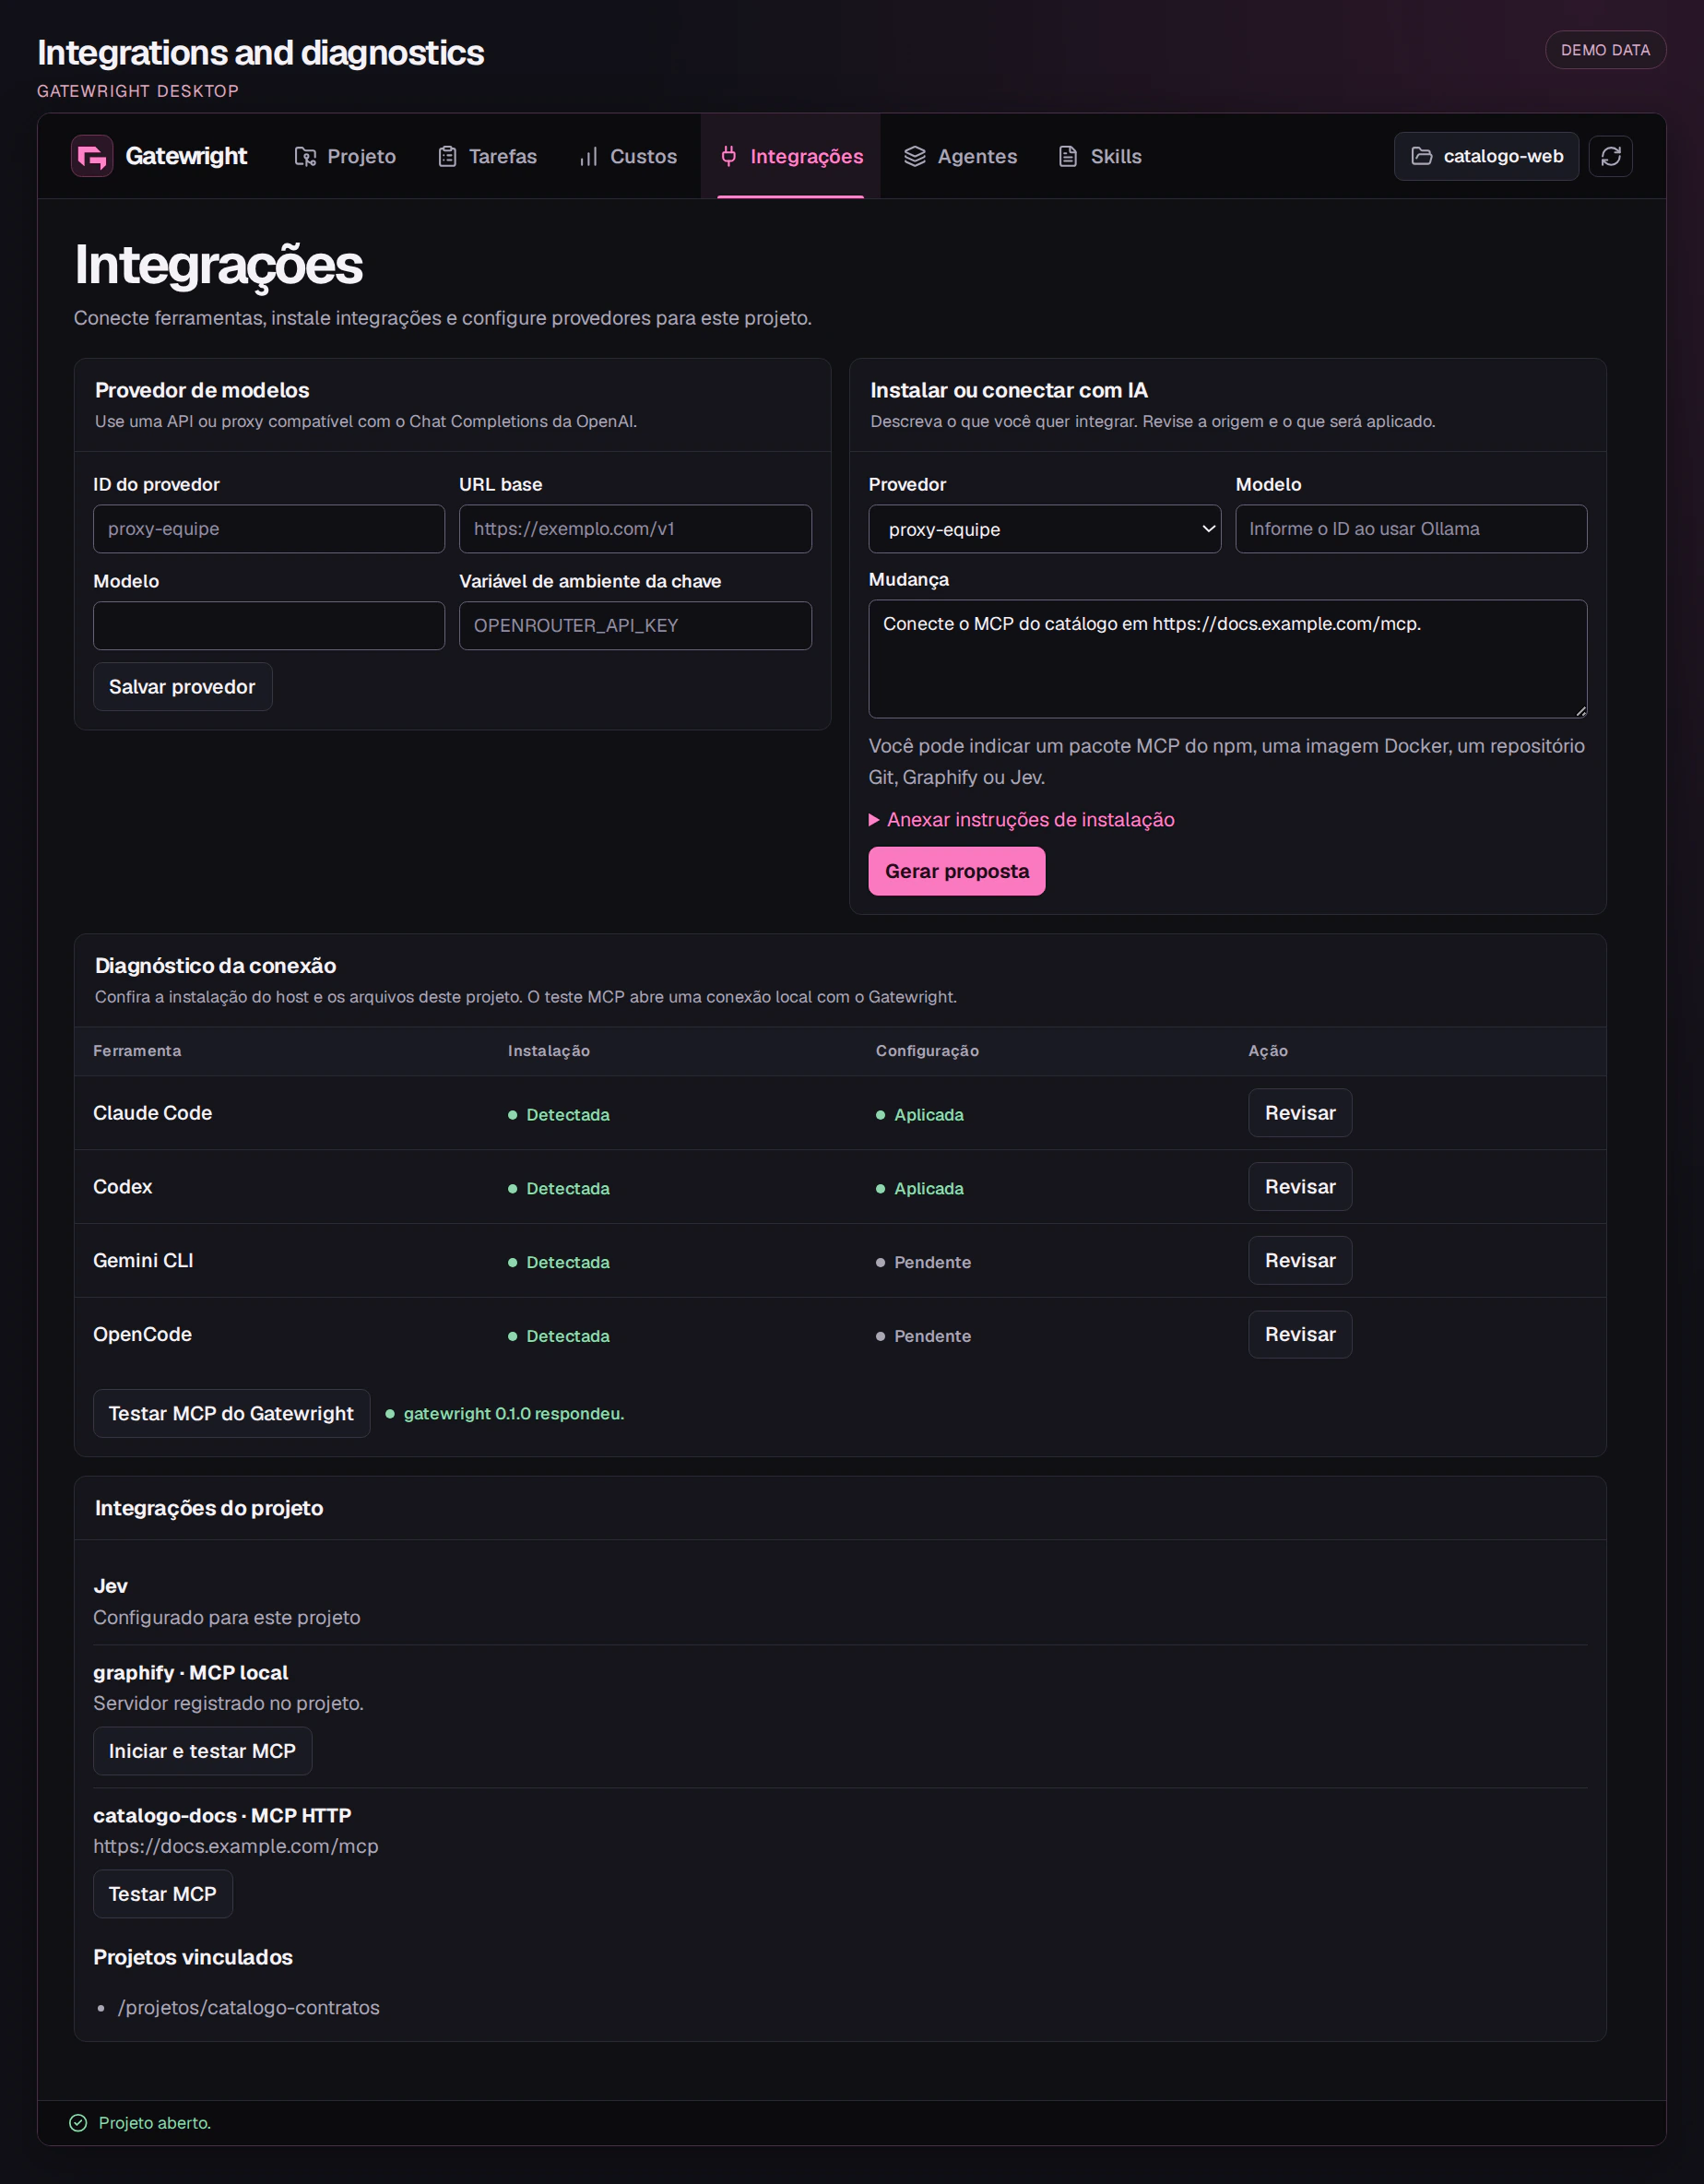 Integrations and diagnostics
DEMO DATA
GATEWRIGHT DESKTOP
Gatewright
Projeto
Tarefas
Custos
Integrações
Agentes
Skills
catalogo-web
Integrações
Conecte ferramentas, instale integrações e configure provedores para este projeto.
Provedor de modelos
Use uma API ou proxy compatível com o Chat Completions da OpenAI.
ID do provedor
URL base
proxy-equipe
https://exemplo.com/v1
Modelo
Variável de ambiente da chave
OPENROUTER_API_KEY
Salvar provedor
Instalar ou conectar com IA
Descreva o que você quer integrar. Revise a origem e o que será aplicado.
Provedor
Modelo
proxy-equipe
Informe o ID ao usar Ollama
Mudança
Conecte o MCP do catálogo em https://docs.example.com/mcp.
Você pode indicar um pacote MCP do npm, uma imagem Docker, um repositório
Git, Graphify ou Jev.
Anexar instruções de instalação
Gerar proposta
Diagnóstico da conexão
Confira a instalação do host e os arquivos deste projeto. O teste MCP abre uma conexão local com o Gatewright.
Ferramenta Instalação Configuração Ação
Claude Code Detectada Aplicada Revisar
Codex Detectada Aplicada Revisar
Gemini CLI Detectada Pendente Revisar
OpenCode Detectada Pendente Revisar
Testar MCP do Gatewright
gatewright 0.1.0 respondeu.
Integrações do projeto
Jev
Configurado para este projeto
graphify · MCP local
Servidor registrado no projeto.
Iniciar e testar MCP
catalogo-docs · MCP HTTP
https://docs.example.com/mcp
Testar MCP
Projetos vinculados
• /projetos/catalogo-contratos
Projeto aberto.